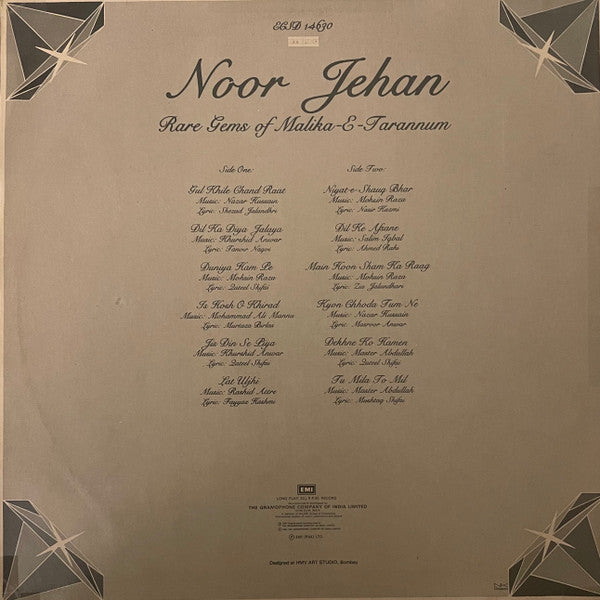 ECSD 14630
Noor Jehan
Rare Gems of Malika-E-Tarannum
Side One:
Gul Khile Chand Raat
Music: Nazar Hussain
Lyric: Shezad Jalandhri
Dil Ka Diya Jalaya
Music: Khurshid Anwar
Lyric: Tanvir Naqvi
Duniya Kam Pe
Music: Mohsin Raza
Lyric: Qateel Shifai
Is Hosh O Khirad
Music: Mohammad Ali Mannu
Lyric: Murtaza Birlas
Jis Din Se Piya
Music: Khurshid Anwar
Lyric: Qateel Shifai
Lat Uljhi
Music: Rashid Attre
Lyric: Fayyaz Hashmi
Side Two:
Niyat-e-Shauq Bhar
Music: Mohsin Raza
Lyric: Nasir Kazmi
Dil Ke Afsane
Music: Salim Iqbal
Lyric: Ahmed Rahi
Main Hoon Sham Ka Raag
Music: Mohsin Raza
Lyric: Zia Jalandhari
Kyon Chhoda Tum Ne
Music: Nazar Hussain
Lyric: Masroor Anwar
Dekhne Ko Hamen
Music: Master Abdullah
Lyric: Qateel Shifai
Tu Mila To Mil
Music: Master Abdullah
Lyric: Mushtaq Shifai
EMI
LONG PLAY 33⅓ R.P.M. RECORD
THE GRAMOPHONE COMPANY OF INDIA LIMITED
Designed at HMV ART STUDIO, Bombay